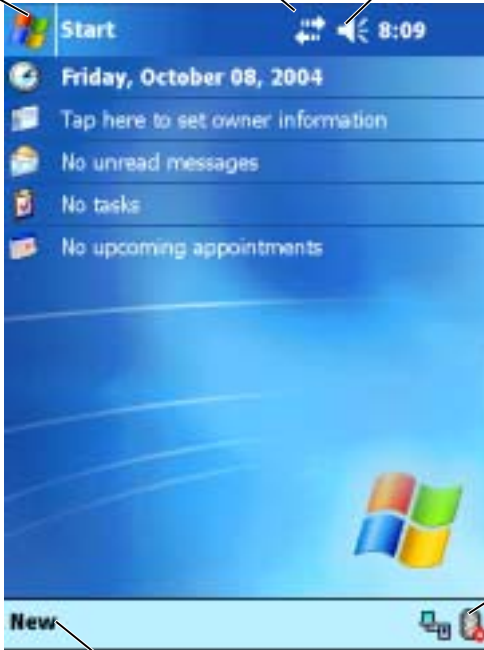 Start 8:09
Friday, October 08, 2004
Tap here to set owner information
No unread messages
No tasks
No upcoming appointments
New